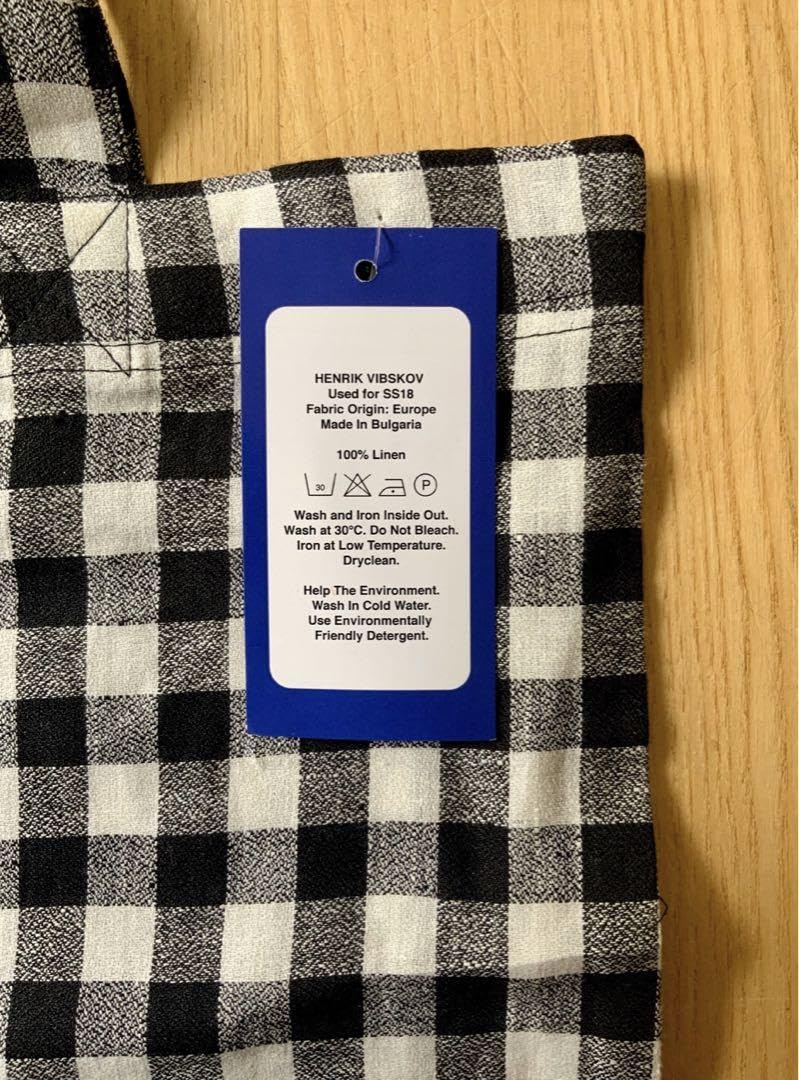 HENRIK VIBSKOV
Used for SS18
Fabric Origin: Europe
Made In Bulgaria
100% Linen
30 P
Wash and Iron Inside Out.
Wash at 30°C. Do Not Bleach.
Iron at Low Temperature.
Dryclean.
Help The Environment.
Wash In Cold Water.
Use Environmentally
Friendly Detergent.